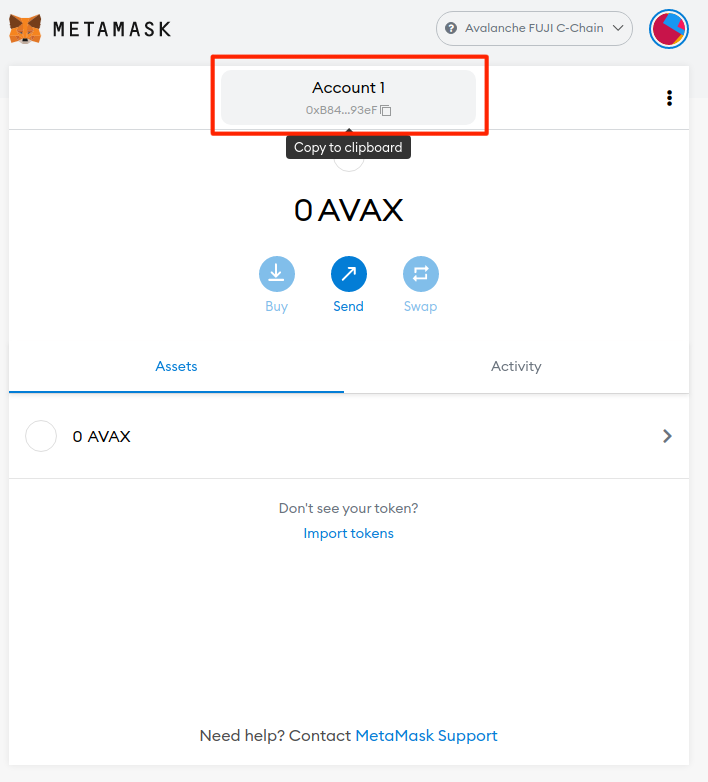 METAMASK
Avalanche FUJI C-Chain
Account 1
0xB84...93eF
Copy to clipboard
0 AVAX
Buy Send Swap
Assets Activity
0 AVAX
Don't see your token?
Import tokens
Need help? Contact MetaMask Support